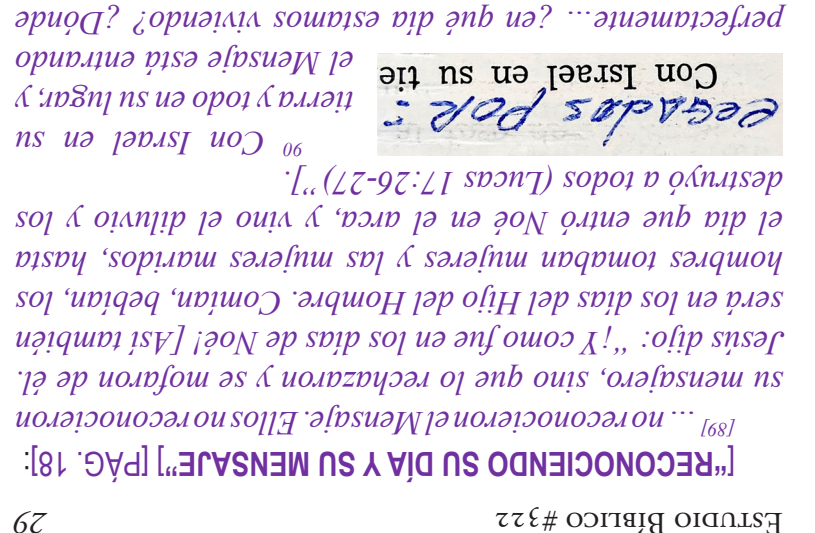 ESTUDIO BÍBLICO #322 29
["RECONOCIENDO SU DÍA Y SU MENSAJE"] [PÁG. 18]:
[89] ... no reconocieron el Mensaje. Ellos no reconocieron
su mensajero, sino que lo rechazaron y se mofaron de él.
Jesús dijo: “¡Y como fue en los días de Noé! [Así también
será en los días del Hijo del Hombre. Comían, bebían, los
hombres tomaban mujeres y las mujeres maridos, hasta
el día que entró Noé en el arca, y vino el diluvio y los
destruyó a todos (Lucas 17:26-27)”].
90 Con Israel en su
tierra y todo en su lugar, y
el Mensaje está entrando
perfectamente... ¿en qué día estamos viviendo? ¿Dónde
cegados POR:
Con Israel en su tie